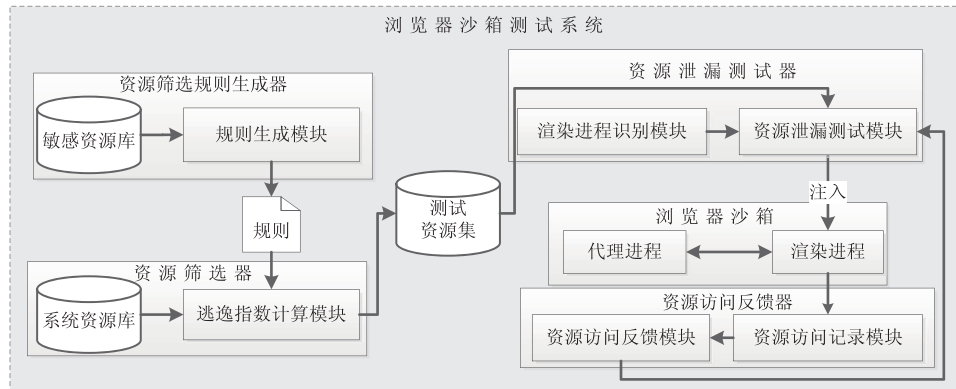 浏览器沙箱测试系统
资源筛选规则生成器
敏感资源库
规则生成模块
规则
资源筛选器
系统资源库
逃逸指数计算模块
测试
资源集
资源泄漏测试器
渲染进程识别模块
资源泄漏测试模块
注入
浏览器沙箱
代理进程
渲染进程
资源访问反馈器
资源访问反馈模块
资源访问记录模块